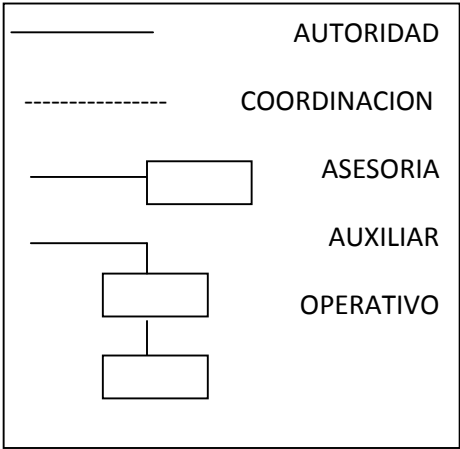 AUTORIDAD
COORDINACION
ASESORIA
AUXILIAR
OPERATIVO